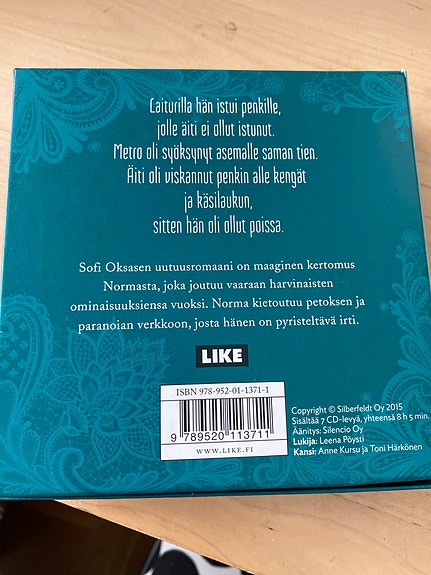 Laiturilla hän istui penkille,
jolle äiti ei ollut istunut.
Metro oli syöksynyt asemalle saman tien.
Äiti oli viskannut penkin alle kengät
ja käsilaukun,
sitten hän oli ollut poissa.
Sofi Oksasen uutuusromaani on maaginen kertomus
Normasta, joka joutuu vaaraan harvinaisten
ominaisuuksiensa vuoksi. Norma kietoutuu petoksen ja
paranoian verkkoon, josta hänen on pyristeltävä irti.
LIKE
ISBN 978-952-01-1371-1
9 789520 113711
WWW.LIKE.FI
Copyright © Silberfeldt Oy 2015
Sisältää 7 CD-levyä, yhteensä 8 h 5 min.
Äänitys: Silencio Oy
Lukija: Leena Pöysti
Kansi: Anne Kursu ja Toni Härkönen